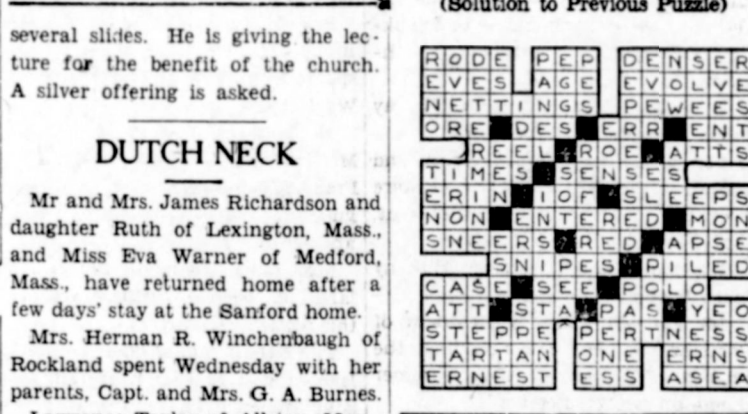 several slides. He is giving the lec-
ture for the benefit of the church.
A silver offering is asked.
DUTCH NECK
Mr and Mrs. James Richardson and
daughter Ruth of Lexington, Mass.,
and Miss Eva Warner of Medford,
Mass., have returned home after a
few days' stay at the Sanford home.
Mrs. Herman R. Winchenbaugh of
Rockland spent Wednesday with her
parents, Capt. and Mrs. G. A. Burnes.
(Solution to Previous Puzzle)
RODE PEP DENSER
EVES AGE EVOLVE
NETTINGS PEWEES
ORE DES ERR ENT
REEL ROE ATTS
TIMES SENSES
ERIN IOF SLEEPS
NON ENTERED MON
SNEERS RED APSE
SNIPES PILED
CASE SEE POLO
ATT STA PAS YEO
STEPPE PERTNESS
TARTAN ONE ERNS
ERNEST ESS ASEA